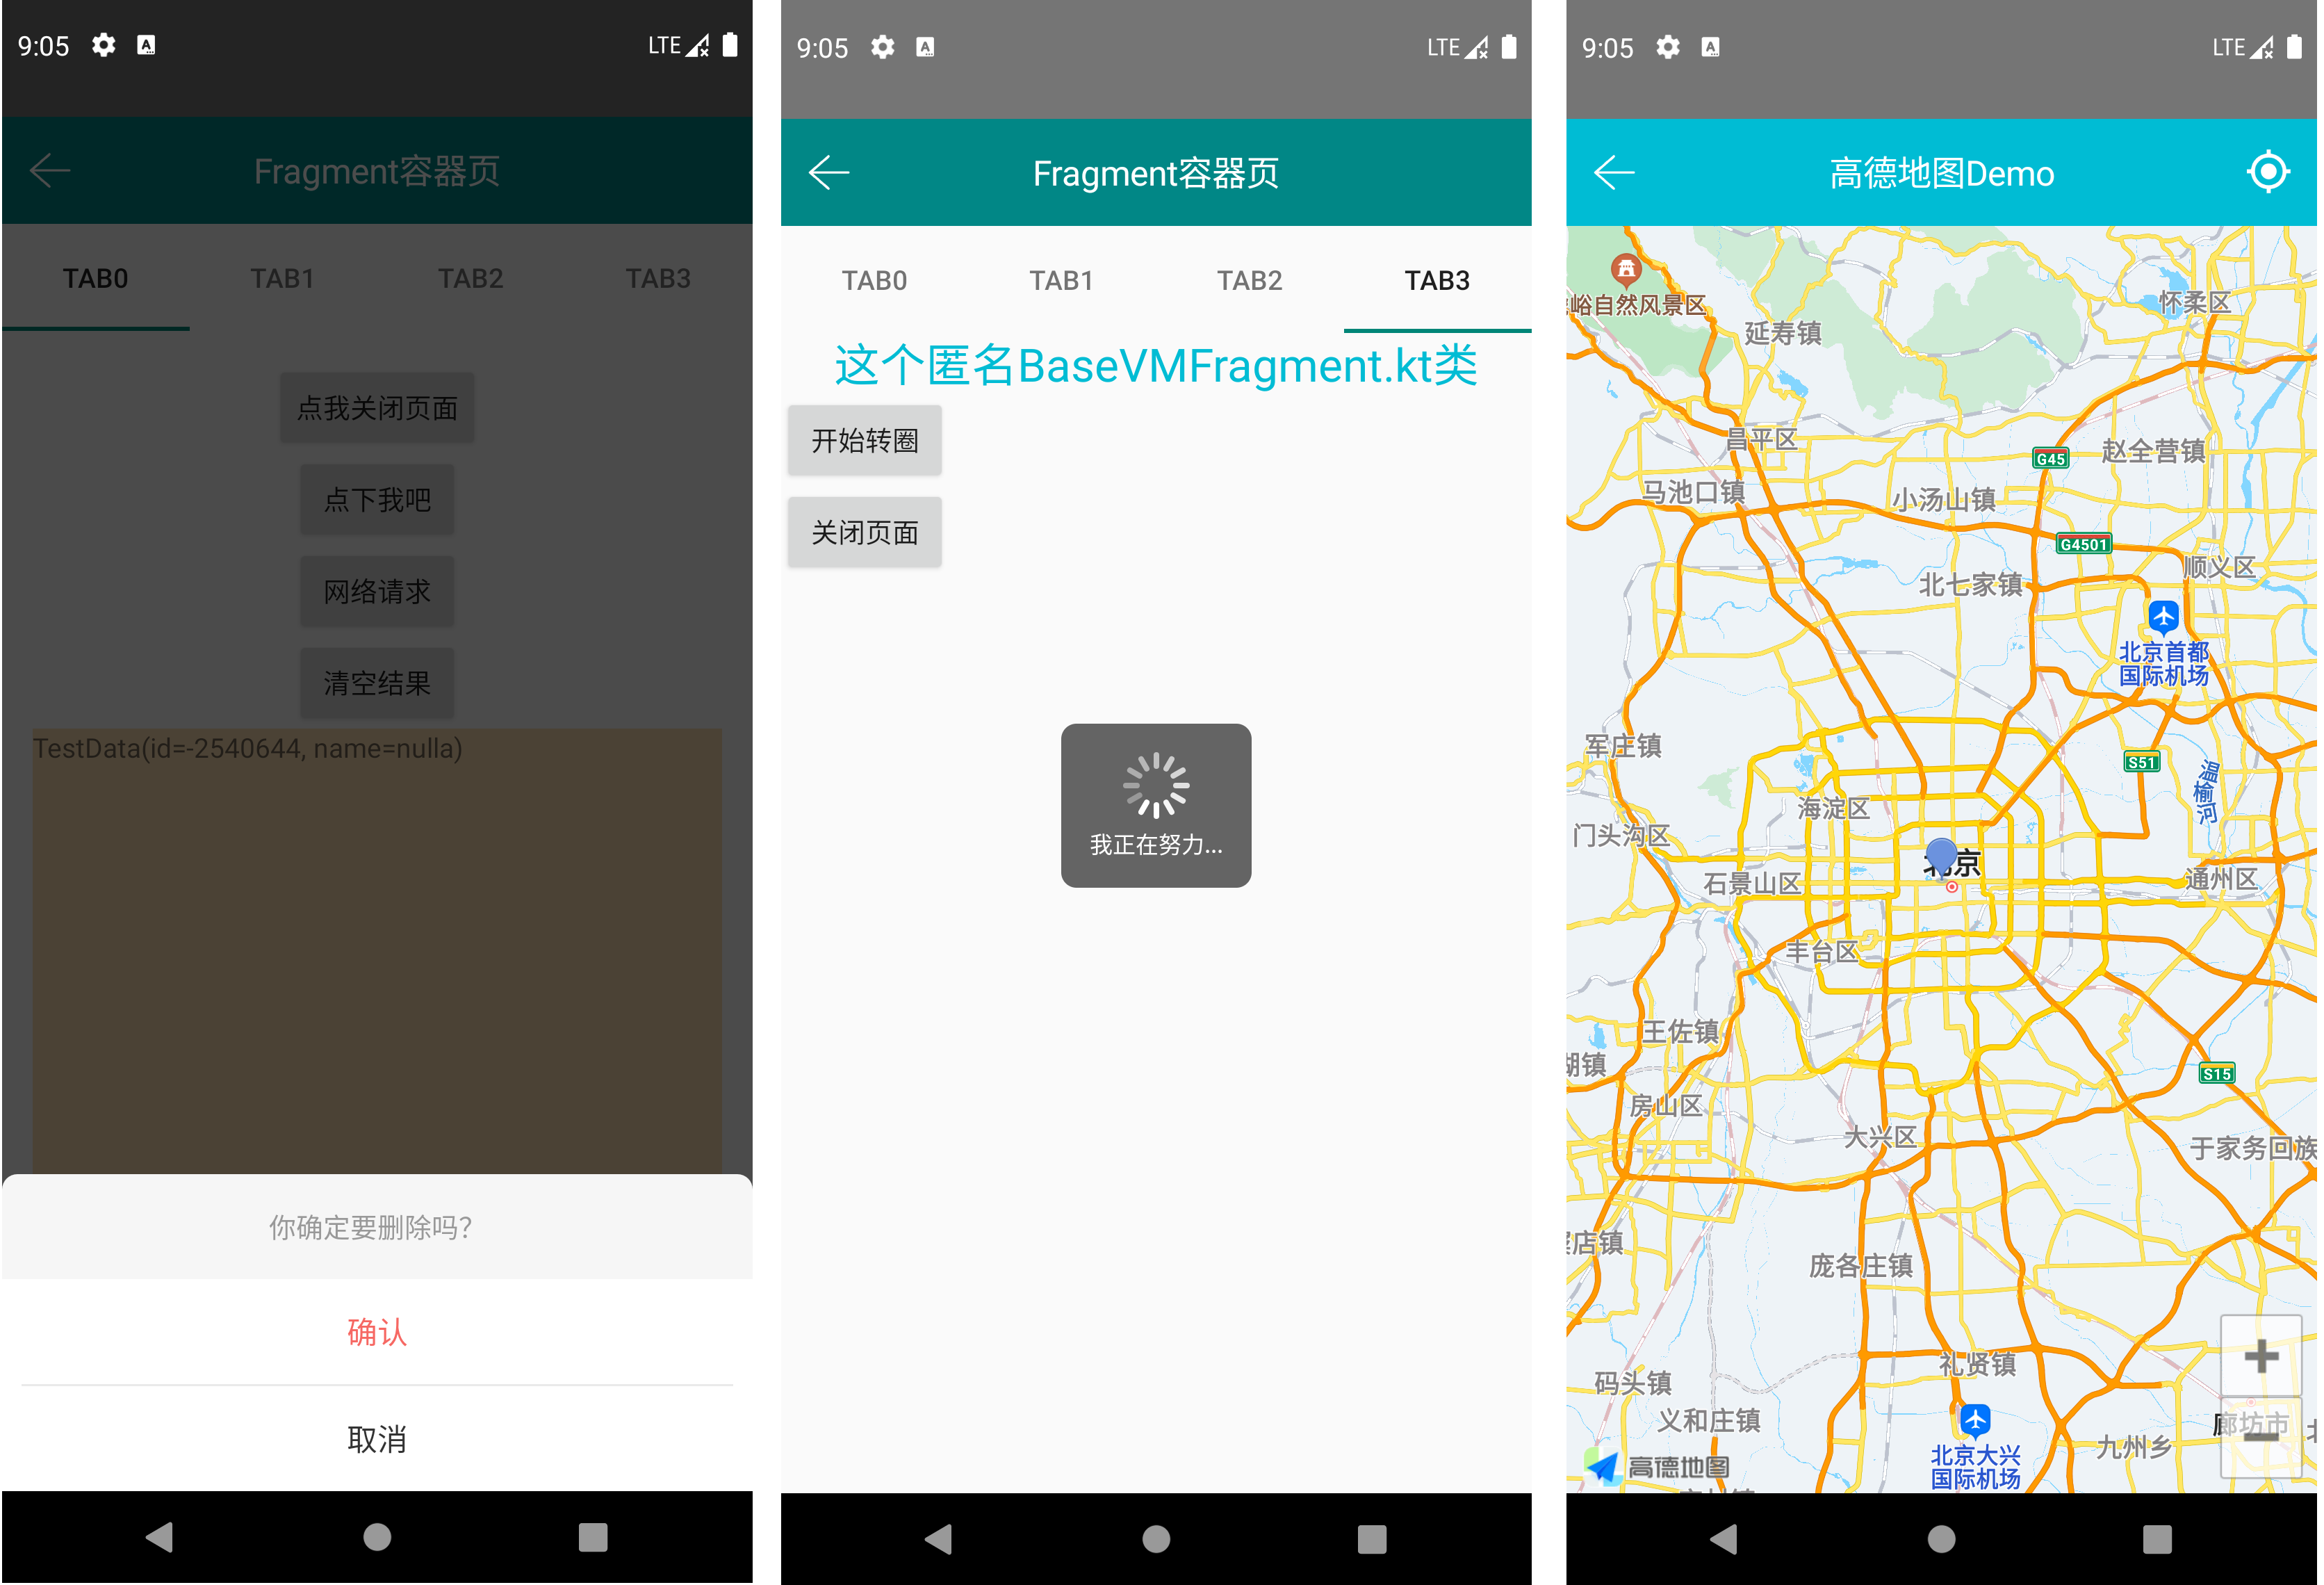 9:05
LTE
Fragment容器页
TAB0
TAB1
TAB2
TAB3
点我关闭页面
点下我吧
网络请求
清空结果
TestData(id=-2540644, name=nulla)
你确定要删除吗?
确认
取消
9:05
LTE
Fragment容器页
TAB0
TAB1
TAB2
TAB3
这个匿名BaseVMFragment.kt类
开始转圈
关闭页面
我正在努力...
9:05
LTE
高德地图Demo
峪自然风景区
怀柔区
延寿镇
昌平区
G45
赵全营镇
马池口镇
小汤山镇
G4501
顺义区
北七家镇
北京首都
国际机场
军庄镇
S51
温榆河
海淀区
门头沟区
北京
石景山区
通州区
丰台区
王佐镇
湖镇
S15
房山区
大兴区
于家务回族
店镇
庞各庄镇
礼贤镇
码头镇
义和庄镇
廊坊市
九州乡
北京大兴
国际机场
高德地图